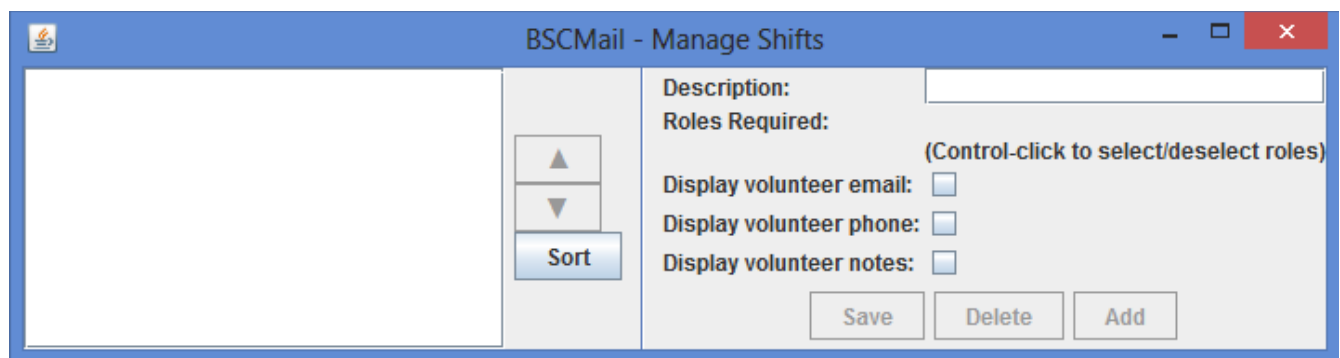 BSCMail - Manage Shifts
Description:
Roles Required:
(Control-click to select/deselect roles)
Display volunteer email:
Display volunteer phone:
Sort
Display volunteer notes:
Save Delete Add